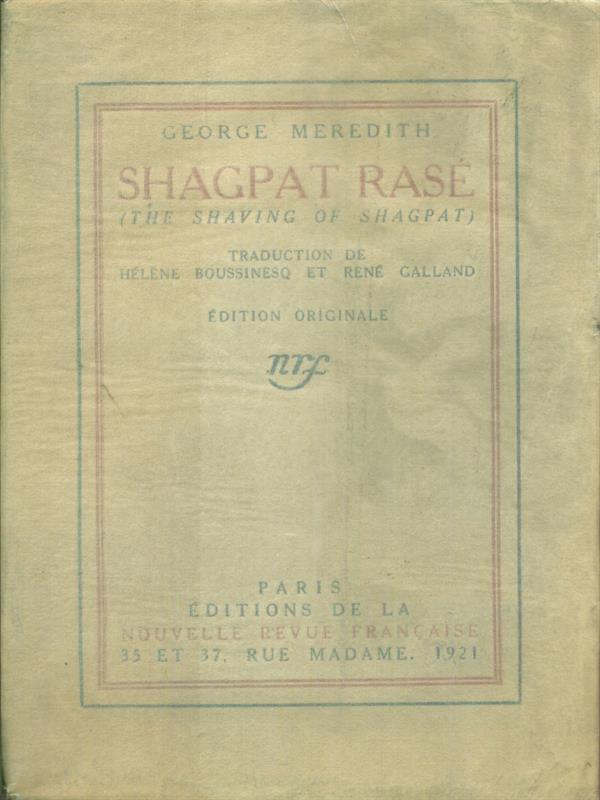 GEORGE MEREDITH
SHAGPAT RASÉ
(THE SHAVING OF SHAGPAT)
TRADUCTION DE
HÉLÈNE BOUSSINESQ ET RENÉ GALLAND
ÉDITION ORIGINALE
nrf
PARIS
ÉDITIONS DE LA
NOUVELLE REVUE FRANÇAISE
35 ET 37, RUE MADAME. 1921